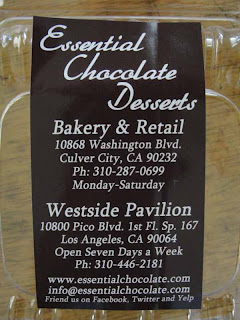 Essential
Chocolate
Desserts
Bakery & Retail
10868 Washington Blvd.
Culver City, CA 90232
Ph: 310-287-0699
Monday-Saturday
Westside Pavilion
10800 Pico Blvd. 1st Fl. Sp. 167
Los Angeles, CA 90064
Open Seven Days a Week
Ph: 310-446-2181
www.essentialchocolate.com
info@essentialchocolate.com
Friend us on Facebook, Twitter and Yelp